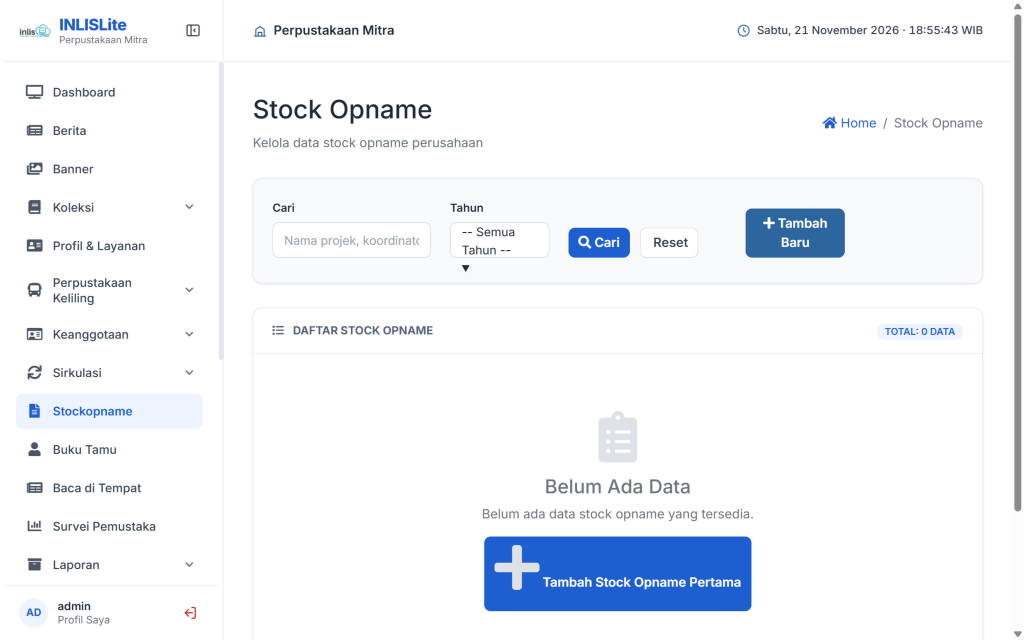 inlis
INLISLite
Perpustakaan Mitra
Perpustakaan Mitra
Sabtu, 21 November 2026 · 18:55:43 WIB
Dashboard
Berita
Banner
Koleksi
Profil & Layanan
Perpustakaan
Keliling
Keanggotaan
Sirkulasi
Stockopname
Buku Tamu
Baca di Tempat
Survei Pemustaka
Laporan
AD
admin
Profil Saya
Stock Opname
Kelola data stock opname perusahaan
Home / Stock Opname
Cari
Nama projek, koordinato
Tahun
-- Semua
Tahun --
Cari
Reset
Tambah
Baru
DAFTAR STOCK OPNAME
TOTAL: 0 DATA
Belum Ada Data
Belum ada data stock opname yang tersedia.
Tambah Stock Opname Pertama